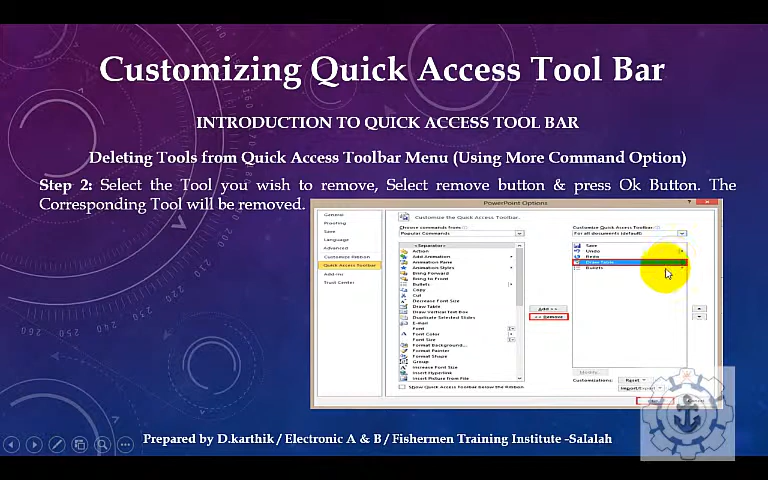 Customizing Quick Access Tool Bar
INTRODUCTION TO QUICK ACCESS TOOL BAR
Deleting Tools from Quick Access Toolbar Menu (Using More Command Option)
Step 2: Select the Tool you wish to remove, Select remove button & press Ok Button. The
Corresponding Tool will be removed.
PowerPoint Options
General
Proofing
Save
Language
Advanced
Customize Ribbon
Quick Access Toolbar
Add-Ins
Trust Center
Customize the Quick Access Toolbar.
Choose commands from:
Popular Commands
<Separator>
Action
Add Animation
Animation Pane
Animation Styles
Bring Forward
Bring to Front
Bullets
Copy
Cut
Decrease Font Size
Draw Table
Draw Vertical Text Box
Duplicate Selected Slides
E-mail
Font
Font Color
Font Size
Format Background...
Format Painter
Format Shape
Group
Increase Font Size
Insert Hyperlink
Insert Picture from File
Show Quick Access Toolbar below the Ribbon
Add >>
<< Remove
Customize Quick Access Toolbar:
For all documents (default)
Save
Undo
Redo
Draw Table
Bullets
Modify...
Customizations:
Reset
Import/Export
260
250
240
230
220
210
Prepared by D.karthik / Electronic A & B / Fishermen Training Institute -Salalah